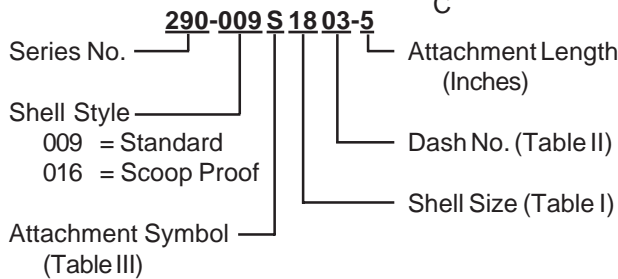 C
290-009 S 18 03-5
Series No.
Attachment Length
(Inches)
Shell Style
009 = Standard
016 = Scoop Proof
Dash No. (Table II)
Shell Size (Table I)
Attachment Symbol
(Table III)